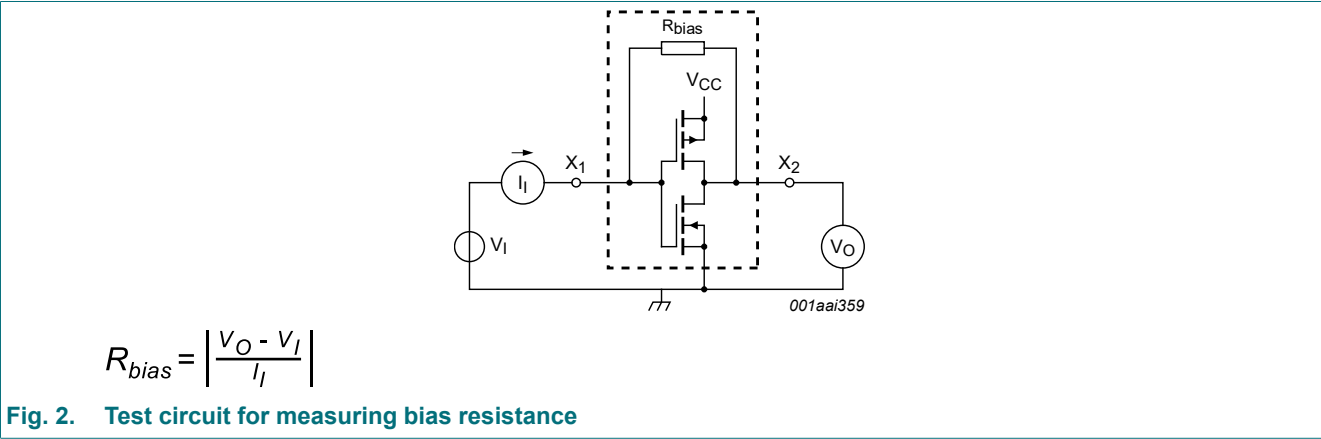 Rbias
VCC
X1
X2
II
VI
VO
001aai359
Rbias = | VO - VI / II |
Fig. 2. Test circuit for measuring bias resistance